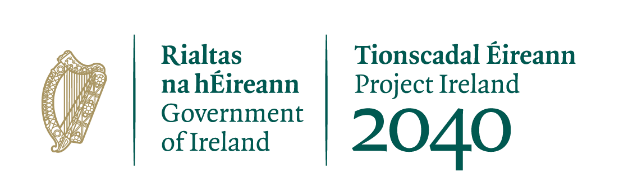 Rialtas
na hÉireann
Government
of Ireland
Tionscadal Éireann
Project Ireland
2040